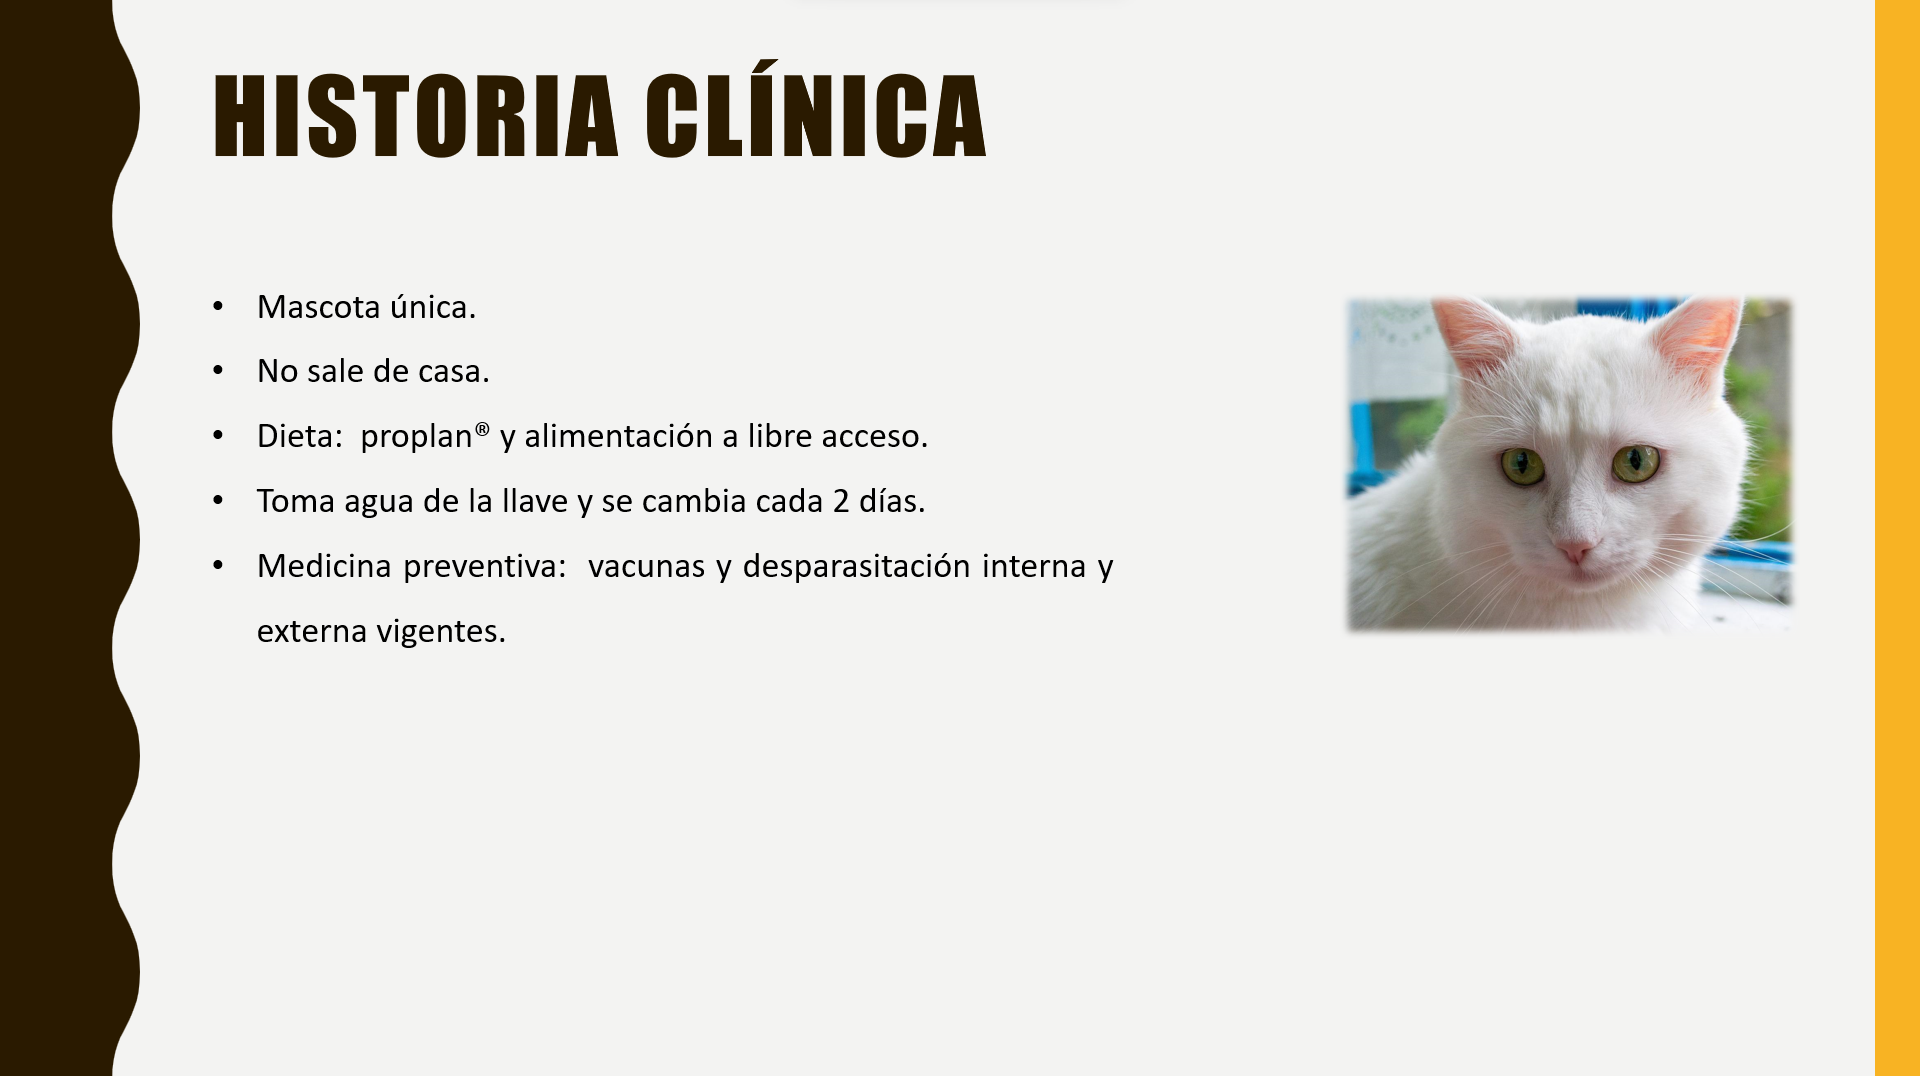 HISTORIA CLÍNICA
• Mascota única.
• No sale de casa.
• Dieta:  proplan® y alimentación a libre acceso.
• Toma agua de la llave y se cambia cada 2 días.
• Medicina preventiva:  vacunas y desparasitación interna y
externa vigentes.